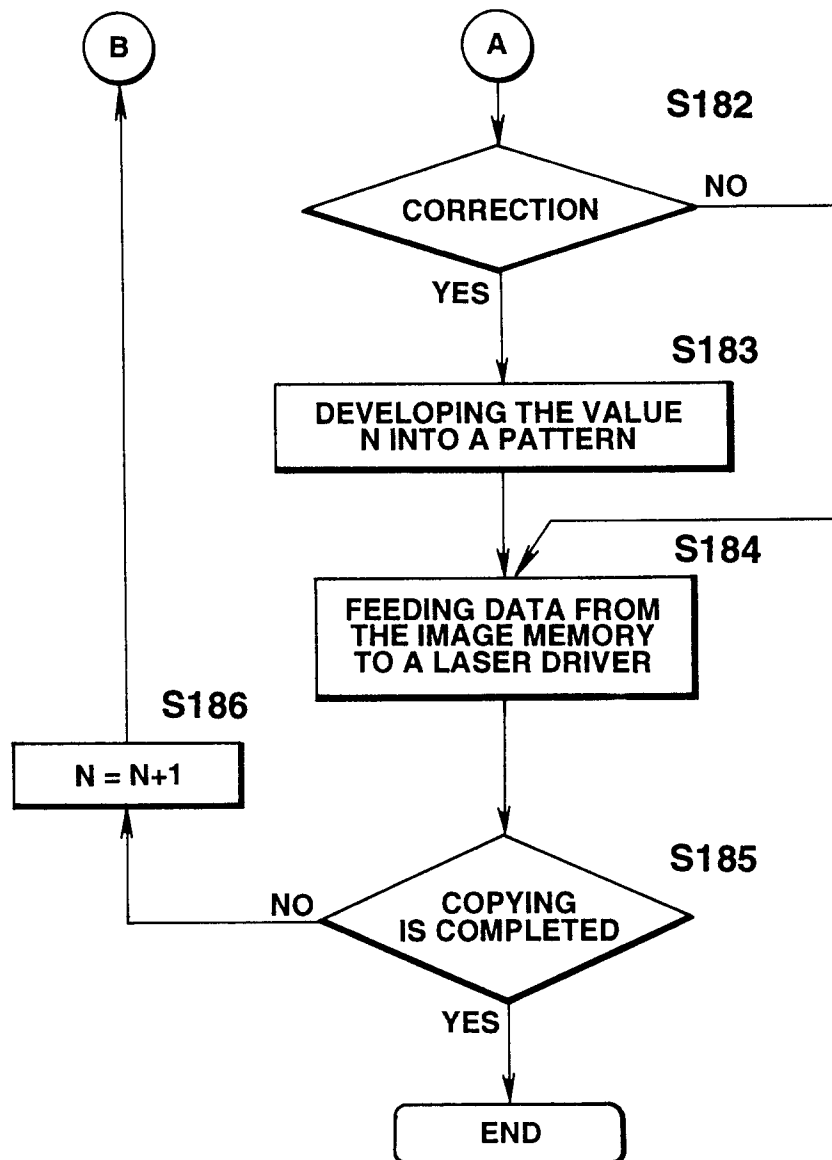 B
A
S182
CORRECTION
NO
YES
S183
DEVELOPING THE VALUE
N INTO A PATTERN
S184
FEEDING DATA FROM
THE IMAGE MEMORY
TO A LASER DRIVER
S186
N = N+1
S185
COPYING
IS COMPLETED
NO
YES
END